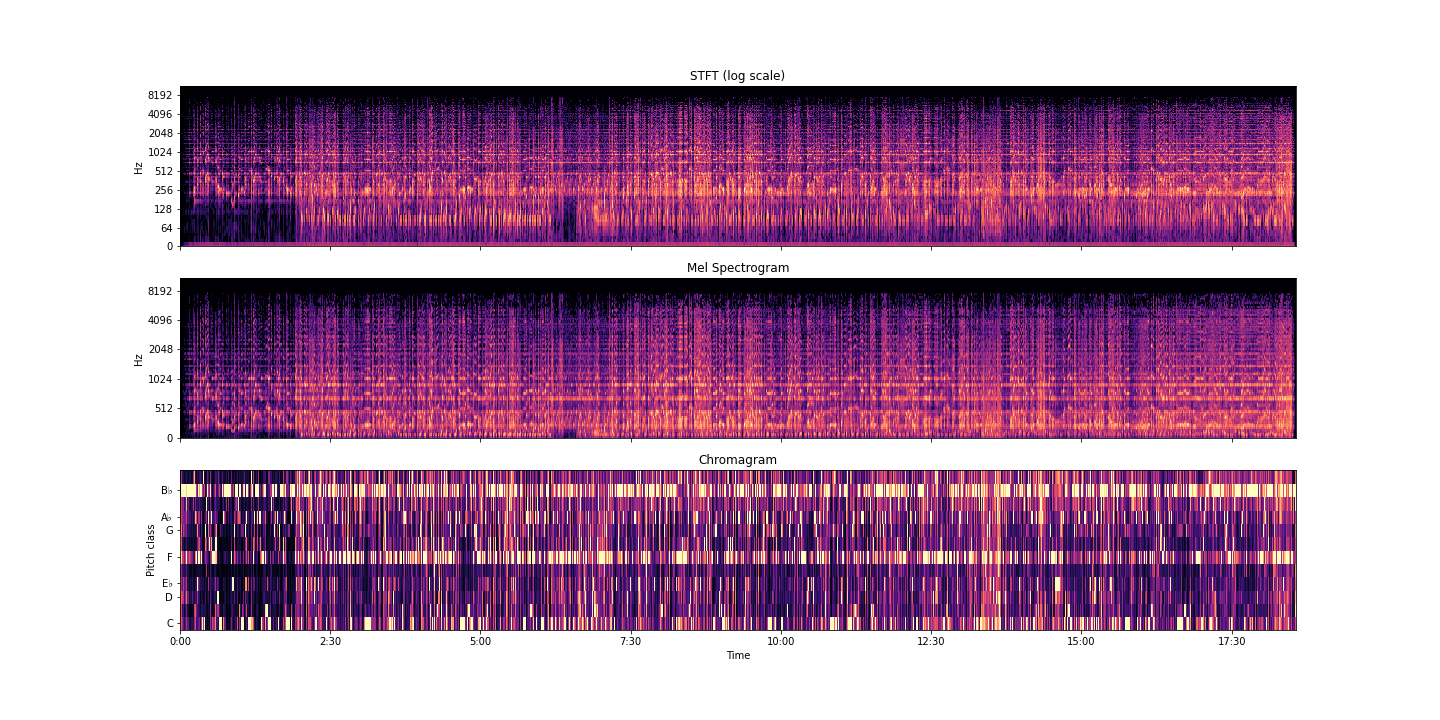 STFT (log scale)
8192
4096
2048
1024
512
256
128
64
0
Hz
Mel Spectrogram
8192
4096
2048
1024
512
0
Hz
Chromagram
B♭
A♭
G
F
E♭
D
C
Pitch class
0:00 2:30 5:00 7:30 10:00 12:30 15:00 17:30
Time